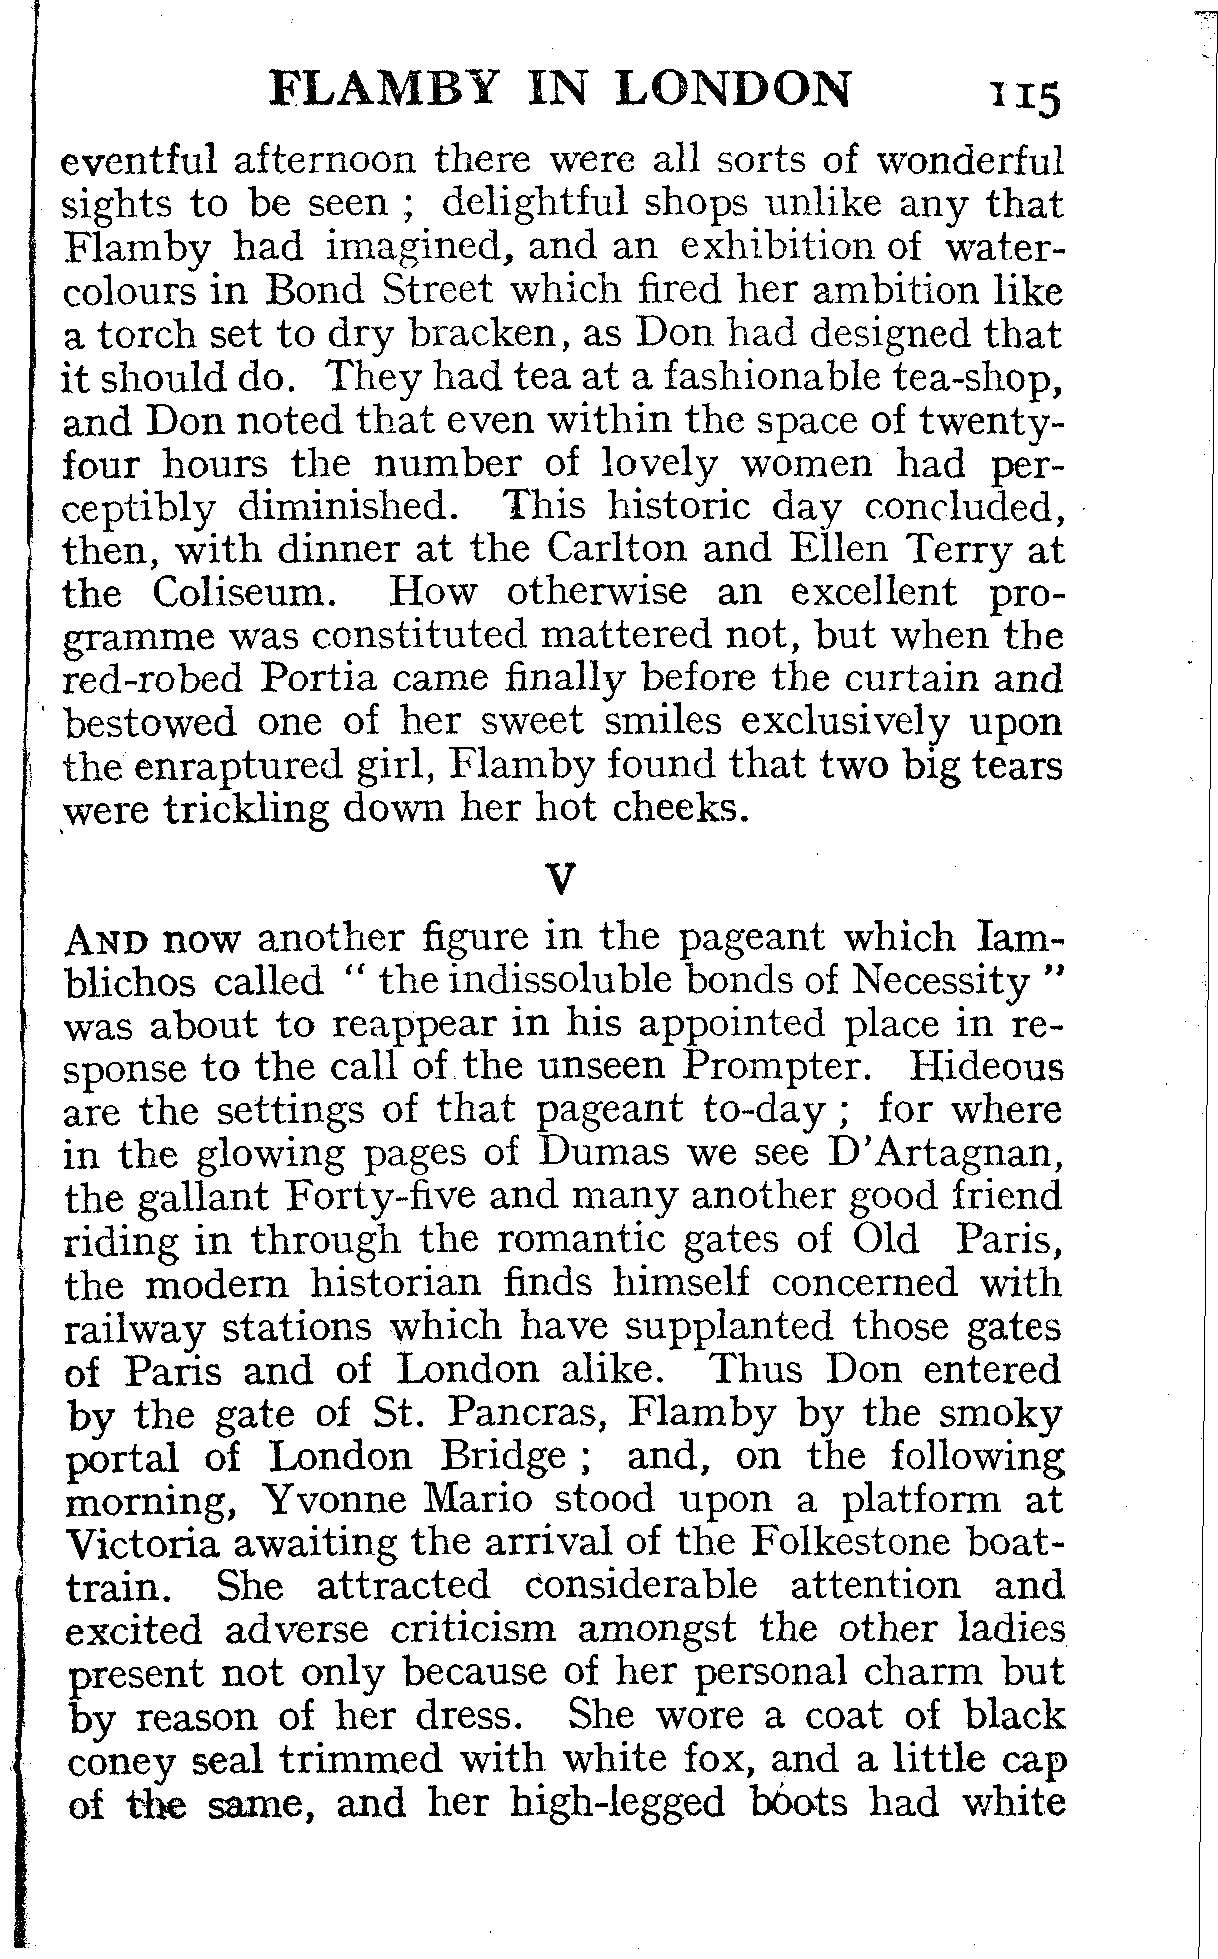 FLAMBY IN LONDON 115
eventful afternoon there were all sorts of wonderful
sights to be seen ; delightful shops unlike any that
Flamby had imagined, and an exhibition of water-
colours in Bond Street which fired her ambition like
a torch set to dry bracken, as Don had designed that
it should do. They had tea at a fashionable tea-shop,
and Don noted that even within the space of twenty-
four hours the number of lovely women had per-
ceptibly diminished. This historic day concluded,
then, with dinner at the Carlton and Ellen Terry at
the Coliseum. How otherwise an excellent pro-
gramme was constituted mattered not, but when the
red-robed Portia came finally before the curtain and
bestowed one of her sweet smiles exclusively upon
the enraptured girl, Flamby found that two big tears
were trickling down her hot cheeks.
V
AND now another figure in the pageant which Iam-
blichos called " the indissoluble bonds of Necessity "
was about to reappear in his appointed place in re-
sponse to the call of the unseen Prompter. Hideous
are the settings of that pageant to-day ; for where
in the glowing pages of Dumas we see D'Artagnan,
the gallant Forty-five and many another good friend
riding in through the romantic gates of Old Paris,
the modern historian finds himself concerned with
railway stations which have supplanted those gates
of Paris and of London alike. Thus Don entered
by the gate of St. Pancras, Flamby by the smoky
portal of London Bridge ; and, on the following
morning, Yvonne Mario stood upon a platform at
Victoria awaiting the arrival of the Folkestone boat-
train. She attracted considerable attention and
excited adverse criticism amongst the other ladies
present not only because of her personal charm but
by reason of her dress. She wore a coat of black
coney seal trimmed with white fox, and a little cap
of the same, and her high-legged boots had white